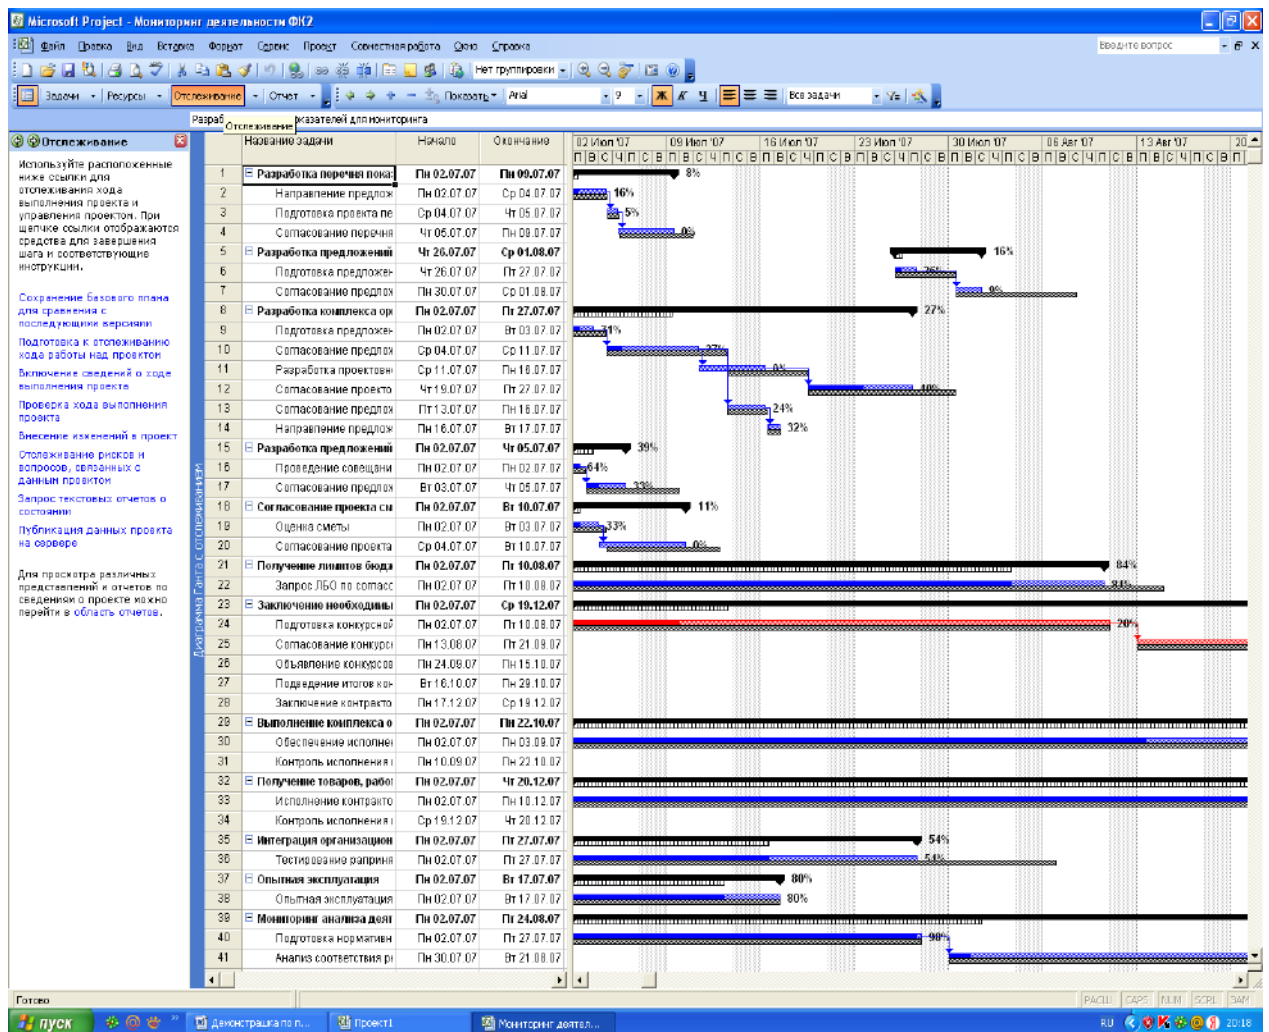 Microsoft Project - Мониторинг деятельности ФК2
Файл Правка Вид Вставка Формат Сервис Проект Совместная работа Окно Справка Введите вопрос
Нет группировки
Задачи Ресурсы Отслеживание Отчет Показать Arial 9 Ж К Ч Все задачи
Отслеживание
Отслеживание
Используйте расположенные
ниже ссылки для
отслеживания хода
выполнения проекта и
управления проектом. При
щелчке ссылки отображаются
средства для завершения
шага и соответствующие
инструкции.
Сохранение базового плана
для сравнения с
последующими версиями
Подготовка к отслеживанию
хода работы над проектом
Включение сведений о ходе
выполнения проекта
Проверка хода выполнения
проекта
Внесение изменений в проект
Отслеживание рисков и
вопросов, связанных с
данным проектом
Запрос текстовых отчетов о
состоянии
Публикация данных проекта
на сервере
Для просмотра различных
представлений и отчетов по
сведениям о проекте можно
перейти в область отчетов.
Диаграмма Ганта с отслеживанием
Название задачи Начало Окончание 02 Июл '07 09 Июл '07 16 Июл '07 23 Июл '07 30 Июл '07 06 Авг '07 13 Авг '07 20
П В С Ч П С В П В С Ч П С В П В С Ч П С В П В С Ч П С В П В С Ч П С В П В С Ч П С В П В С Ч П С В П
1 Разработка перечня пока Пн 02.07.07 Пн 09.07.07 8%
2 Направление предлож Пн 02.07.07 Ср 04.07.07 16%
3 Подготовка проекта пе Ср 04.07.07 Чт 05.07.07 5%
4 Согласование перечня Чт 05.07.07 Пн 09.07.07 0%
5 Разработка предложений Чт 26.07.07 Ср 01.08.07 16%
6 Подготовка предложен Чт 26.07.07 Пт 27.07.07 26%
7 Согласование предлож Пн 30.07.07 Ср 01.08.07 9%
8 Разработка комплекса ор Пн 02.07.07 Пт 27.07.07 27%
9 Подготовка предложен Пн 02.07.07 Вт 03.07.07 71%
10 Согласование предлож Ср 04.07.07 Ср 11.07.07 27%
11 Разработка проектов Ср 11.07.07 Пн 16.07.07 0%
12 Согласование проекто Чт 19.07.07 Пт 27.07.07 40%
13 Согласование предлож Пт 13.07.07 Пн 16.07.07 24%
14 Направление предлож Пн 16.07.07 Вт 17.07.07 32%
15 Разработка предложений Пн 02.07.07 Чт 05.07.07 39%
16 Проведение совещани Пн 02.07.07 Пн 02.07.07 64%
17 Согласование предлож Вт 03.07.07 Чт 05.07.07 33%
18 Согласование проекта см Пн 02.07.07 Вт 10.07.07 11%
19 Оценка сметы Пн 02.07.07 Вт 03.07.07 33%
20 Согласование проекта Ср 04.07.07 Вт 10.07.07 0%
21 Получение лимитов бюдж Пн 02.07.07 Пт 10.08.07 84%
22 Запрос ЛБО по соглас Пн 02.07.07 Пт 10.08.07 84%
23 Заключение необходимы Пн 02.07.07 Ср 19.12.07
24 Подготовка конкурсной Пн 02.07.07 Пт 10.08.07 20%
25 Согласование конкурс Пн 13.08.07 Пт 21.09.07
26 Объявление конкурсов Пн 24.09.07 Пн 15.10.07
27 Подведение итогов кон Вт 16.10.07 Пн 29.10.07
28 Заключение контракто Пн 17.12.07 Ср 19.12.07
29 Выполнение комплекса о Пн 02.07.07 Пн 22.10.07
30 Обеспечение исполне Пн 02.07.07 Пн 03.09.07
31 Контроль исполнения Пн 10.09.07 Пн 22.10.07
32 Получение товаров, рабо Пн 02.07.07 Чт 20.12.07
33 Исполнение контракто Пн 02.07.07 Пн 10.12.07
34 Контроль исполнения Ср 19.12.07 Чт 20.12.07
35 Интеграция организацион Пн 02.07.07 Пт 27.07.07 54%
36 Тестирование Пн 02.07.07 Пт 27.07.07 54%
37 Опытная эксплуатация Пн 02.07.07 Вт 17.07.07 80%
38 Опытная эксплуатация Пн 02.07.07 Вт 17.07.07 80%
39 Мониторинг анализа деят Пн 02.07.07 Пт 24.08.07
40 Подготовка нормативн Пн 02.07.07 Пт 27.07.07 98%
41 Анализ соответствия р Пн 30.07.07 Вт 21.08.07
Готово РАСШ CAPS NUM SCRL ЗАМ
пуск Демонстрашка по п... Проект1 Мониторинг деятел... RU 20:18